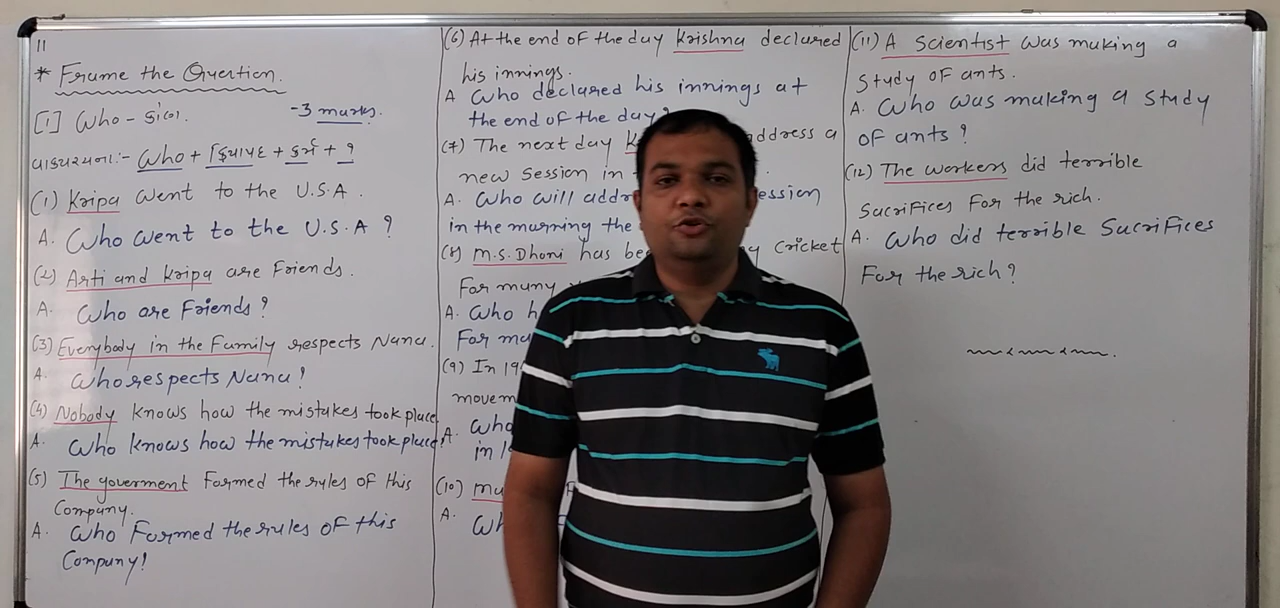 11
* Frame the Question.
[1] Who - કોણ.
-3 marks.
વાક્યરચના:- Who + ક્રિયાપદ + કર્મ + ?
(1) Kripa went to the U.S.A.
A. Who went to the U.S.A ?
(2) Arti and Kripa are Friends.
A. Who are Friends ?
(3) Everybody in the Family respects Nana.
A. Who respects Nana ?
(4) Nobody knows how the mistakes took place
A. Who knows how the mistakes took place?
(5) The goverment Formed the rules of this
Company.
A. Who Formed the rules of this
Company?
(6) At the end of the day Krishna declared
his innings.
A Who declared his innings at
the end of the day?
(7) The next day address a
new Session in
A. Who will
in the murning the
(8) M.S.Dhoni has Cricket
For many
A. Who
For
(9) In
A. Who
in
(10)
A.
(11) A Scientist was making a
Study of ants.
A. Who was making a Study
of ants ?
(12) The workers did terrible
Sacrifices For the rich.
A. Who did terrible Sacrifices
For the rich ?